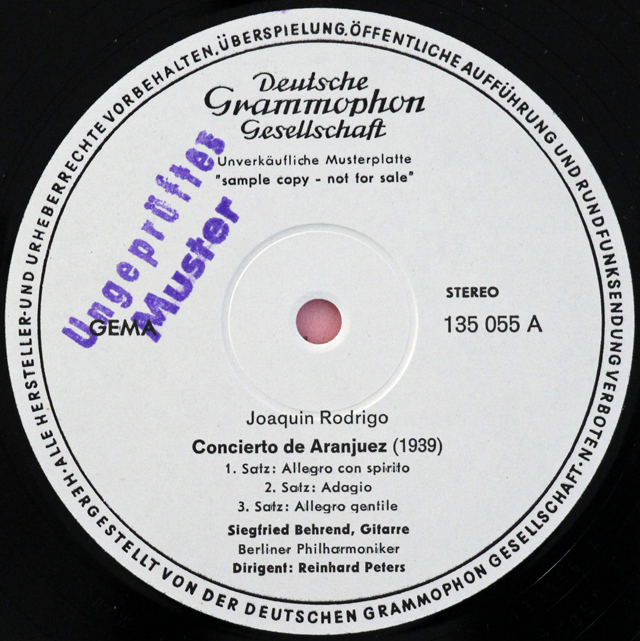 ALLE HERSTELLER-UND URHEBERRECHTE VORBEHALTEN, ÜBERSPIELUNG, ÖFFENTLICHE AUFFÜHRUNG UND RUNDFUNKSENDUNG VERBOTEN·
Deutsche
Grammophon
Gesellschaft
Unverkäufliche Musterplatte
"sample copy - not for sale"
Ungeprüftes
Muster
GEMA
STEREO
135 055 A
Joaquin Rodrigo
Concierto de Aranjuez (1939)
1. Satz: Allegro con spirito
2. Satz: Adagio
3. Satz: Allegro gentile
Siegfried Behrend, Gitarre
Berliner Philharmoniker
Dirigent: Reinhard Peters
·HERGESTELLT VON DER DEUTSCHEN GRAMMOPHON GESELLSCHAFT·